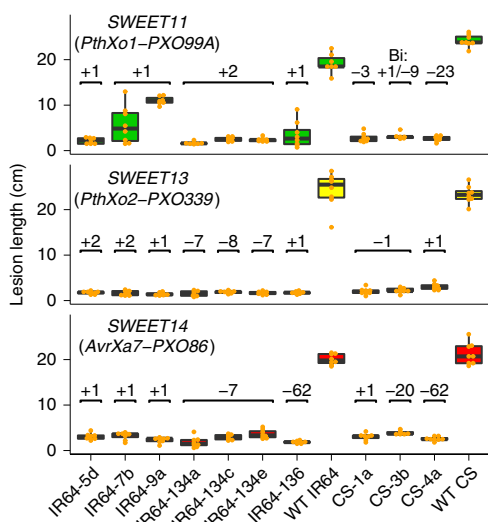 SWEET11
(PthXo1–PXO99A)
Bi:
+1 +1 +2 +1 −3 +1/−9 −23
20
10
0
SWEET13
(PthXo2–PXO339)
+2 +2 +1 −7 −8 −7 +1 −1 +1
20
10
0
SWEET14
(AvrXa7–PXO86)
+1 +1 +1 −7 −62 +1 −20 −62
20
10
0
Lesion length (cm)
IR64-5d IR64-7b IR64-9a IR64-134a IR64-134c IR64-134e IR64-136 WT IR64 CS-1a CS-3b CS-4a WT CS